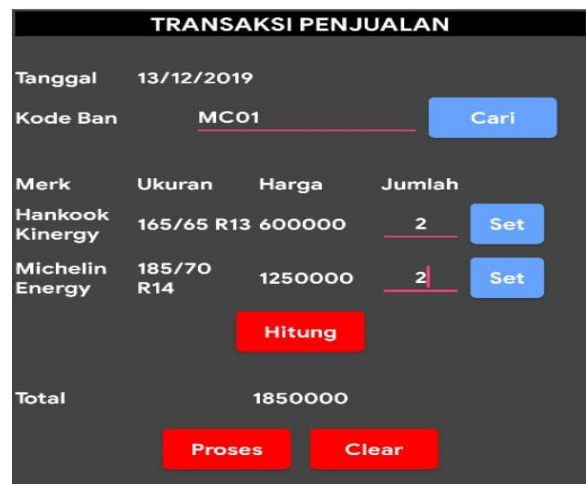 TRANSAKSI PENJUALAN
Tanggal 13/12/2019
Kode Ban MC01 Cari
Merk Ukuran Harga Jumlah
Hankook Kinergy 165/65 R13 600000 2 Set
Michelin Energy 185/70 R14 1250000 2 Set
Hitung
Total 1850000
Proses Clear